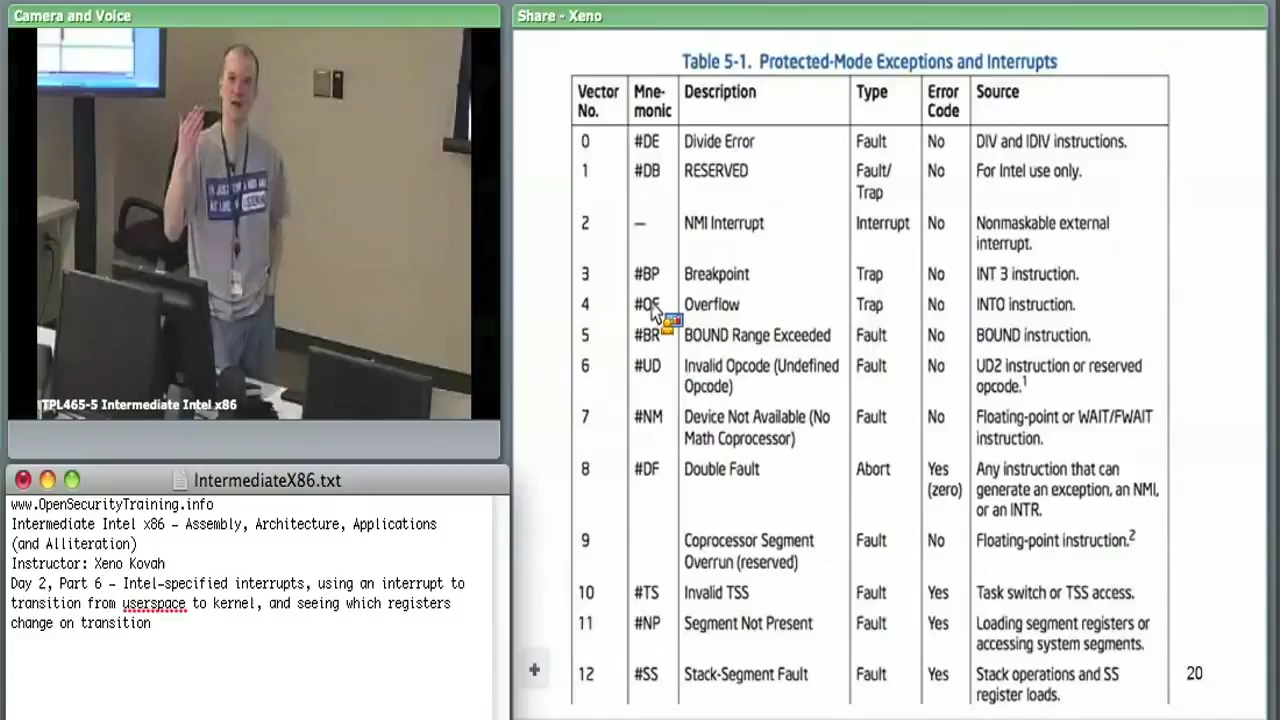 Camera and Voice
TPL465-5 Intermediate Intel x86
IntermediateX86.txt
www.OpenSecurityTraining.info
Intermediate Intel x86 – Assembly, Architecture, Applications
(and Alliteration)
Instructor: Xeno Kovah
Day 2, Part 6 – Intel-specified interrupts, using an interrupt to
transition from userspace to kernel, and seeing which registers
change on transition
Share - Xeno
Table 5-1. Protected-Mode Exceptions and Interrupts
Vector No. Mne-monic Description Type Error Code Source
0 #DE Divide Error Fault No DIV and IDIV instructions.
1 #DB RESERVED Fault/ No For Intel use only.
Trap
2 — NMI Interrupt Interrupt No Nonmaskable external
interrupt.
3 #BP Breakpoint Trap No INT 3 instruction.
4 #OF Overflow Trap No INTO instruction.
5 #BR BOUND Range Exceeded Fault No BOUND instruction.
6 #UD Invalid Opcode (Undefined Fault No UD2 instruction or reserved
Opcode) opcode.1
7 #NM Device Not Available (No Fault No Floating-point or WAIT/FWAIT
Math Coprocessor) instruction.
8 #DF Double Fault Abort Yes Any instruction that can
(zero) generate an exception, an NMI,
or an INTR.
9 Coprocessor Segment Fault No Floating-point instruction.2
Overrun (reserved)
10 #TS Invalid TSS Fault Yes Task switch or TSS access.
11 #NP Segment Not Present Fault Yes Loading segment registers or
accessing system segments.
12 #SS Stack-Segment Fault Fault Yes Stack operations and SS
register loads.
20